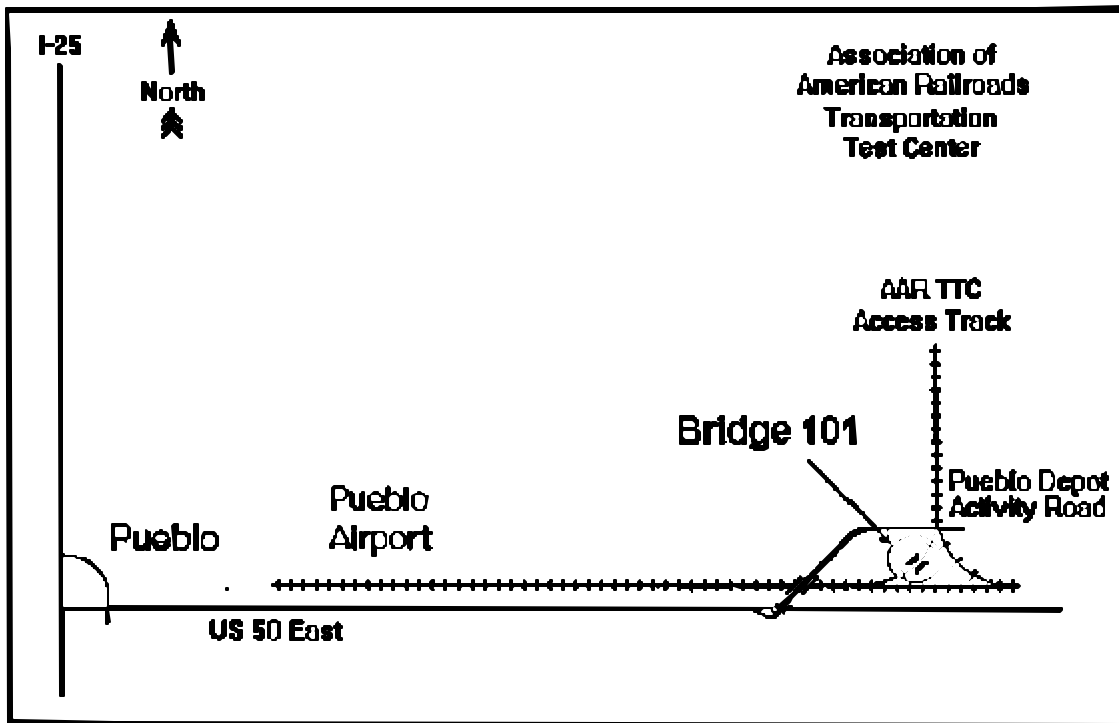 I-25
North
Association of
American Railroads
Transportation
Test Center
AAR TTC
Access Track
Bridge 101
Pueblo Depot
Activity Road
Pueblo
Airport
Pueblo
US 50 East